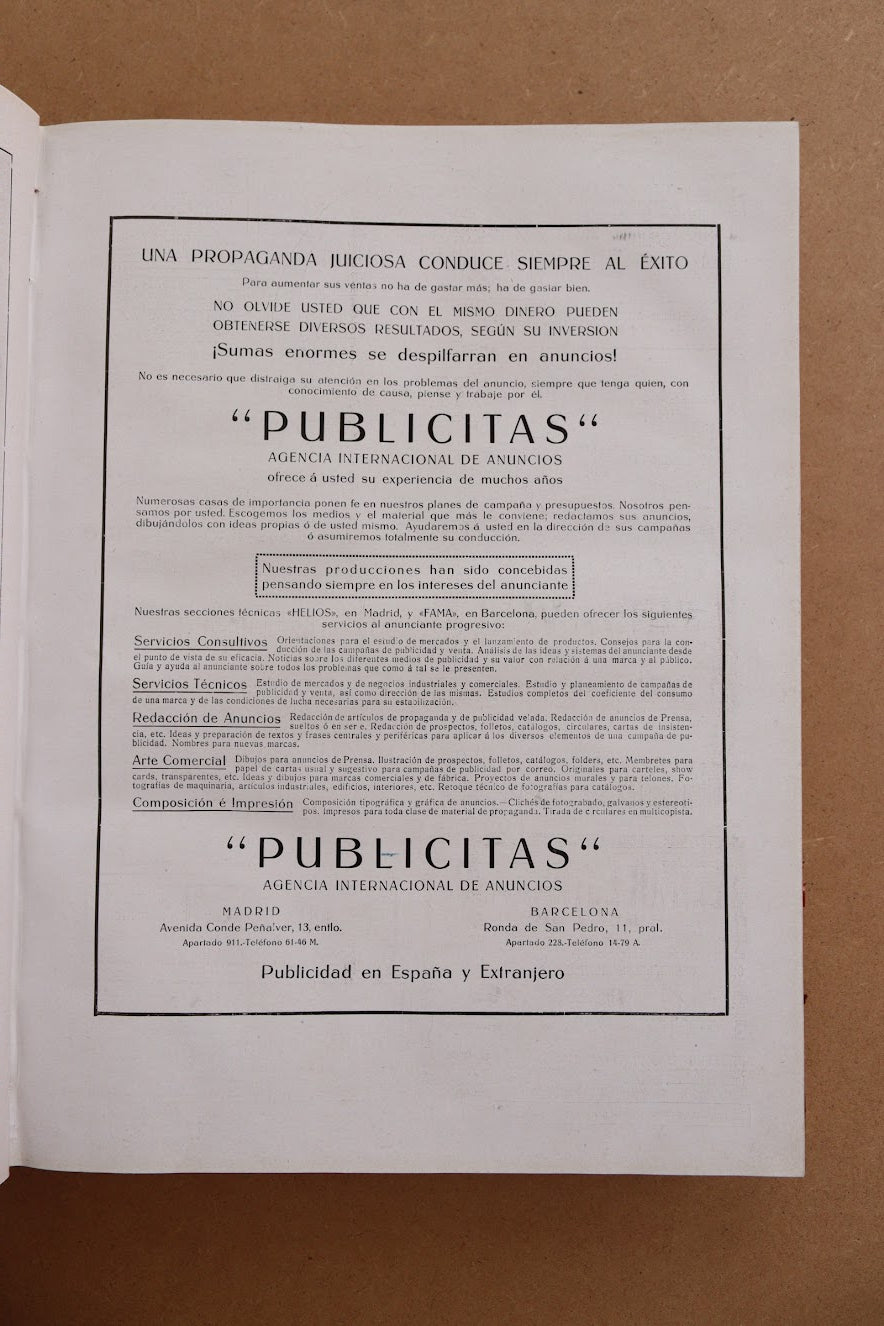 UNA PROPAGANDA JUICIOSA CONDUCE SIEMPRE AL ÉXITO
Para aumentar sus ventas no ha de gastar más; ha de gastar bien.
NO OLVIDE USTED QUE CON EL MISMO DINERO PUEDEN
OBTENERSE DIVERSOS RESULTADOS, SEGÚN SU INVERSION
¡Sumas enormes se despilfarran en anuncios!
No es necesario que distraiga su atención en los problemas del anuncio, siempre que tenga quien, con
conocimiento de causa, piense y trabaje por él.
“PUBLICITAS“
AGENCIA INTERNACIONAL DE ANUNCIOS
ofrece á usted su experiencia de muchos años
Numerosas casas de importancia ponen fe en nuestros planes de campaña y presupuestos. Nosotros pen-
samos por usted. Escogemos los medios y el material que más le conviene; redactamos sus anuncios,
dibujándolos con ideas propias ó de usted mismo. Ayudaremos á usted en la dirección de sus campañas
ó asumiremos totalmente su conducción.
Nuestras producciones han sido concebidas
pensando siempre en los intereses del anunciante
Nuestras secciones técnicas «HELIOS», en Madrid, y «FAMA», en Barcelona, pueden ofrecer los siguientes
servicios al anunciante progresivo:
Servicios Consultivos Orientaciones para el estudio de mercados y el lanzamiento de productos. Consejos para la con-
ducción de las campañas de publicidad y venta. Análisis de las ideas y sistemas del anunciante desde
el punto de vista de su eficacia. Noticias sobre los diferentes medios de publicidad y su valor con relación á una marca y al público.
Guía y ayuda al anunciante sobre todos los problemas que como á tal se le presenten.
Servicios Técnicos Estudio de mercados y de negocios industriales y comerciales. Estudio y planeamiento de campañas de
publicidad y venta, así como dirección de las mismas. Estudios completos del coeficiente del consumo
de una marca y de las condiciones de lucha necesarias para su estabilización.
Redacción de Anuncios Redacción de artículos de propaganda y de publicidad velada. Redacción de anuncios de Prensa,
sueltos ó en serie. Redacción de prospectos, folletos, catálogos, circulares, cartas de insisten-
cia, etc. Ideas y preparación de textos y frases centrales y periféricas para aplicar á los diversos elementos de una campaña de pu-
blicidad. Nombres para nuevas marcas.
Arte Comercial Dibujos para anuncios de Prensa. Ilustración de prospectos, folletos, catálogos, folders, etc. Membretes para
papel de cartas usual y sugestivo para campañas de publicidad por correo. Originales para carteles, show
cards, transparentes, etc. Ideas y dibujos para marcas comerciales y de fábrica. Proyectos de anuncios murales y para telones. Fo-
tografías de maquinaria, artículos industriales, edificios, interiores, etc. Retoque técnico de fotografías para catálogos.
Composición é Impresión Composición tipográfica y gráfica de anuncios.—Clichés de fotograbado, galvanos y estereoti-
pos. Impresos para toda clase de material de propaganda. Tirada de circulares en multicopista.
“PUBLICITAS“
AGENCIA INTERNACIONAL DE ANUNCIOS
MADRID
Avenida Conde Peñalver, 13, entlo.
Apartado 911.-Teléfono 61-46 M.
BARCELONA
Ronda de San Pedro, 11, pral.
Apartado 228.-Teléfono 14-79 A.
Publicidad en España y Extranjero